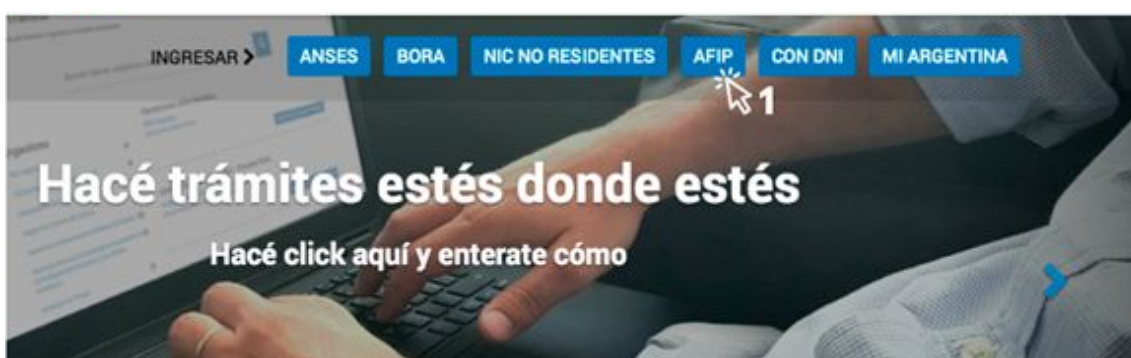 INGRESAR ANSES BORA NIC NO RESIDENTES AFIP CON DNI MI ARGENTINA
1
Hacé trámites estés donde estés
Hacé click aquí y enterate cómo